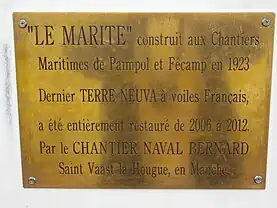 "LE MARITE" construit aux Chantiers
Maritimes de Paimpol et Fécamp en 1923
Dernier TERRE NEUVA à voiles Français,
a été entièrement restauré de 2006 à 2012.
Par le CHANTIER NAVAL BERNARD
Saint Vaast la Hougue, en Manche.